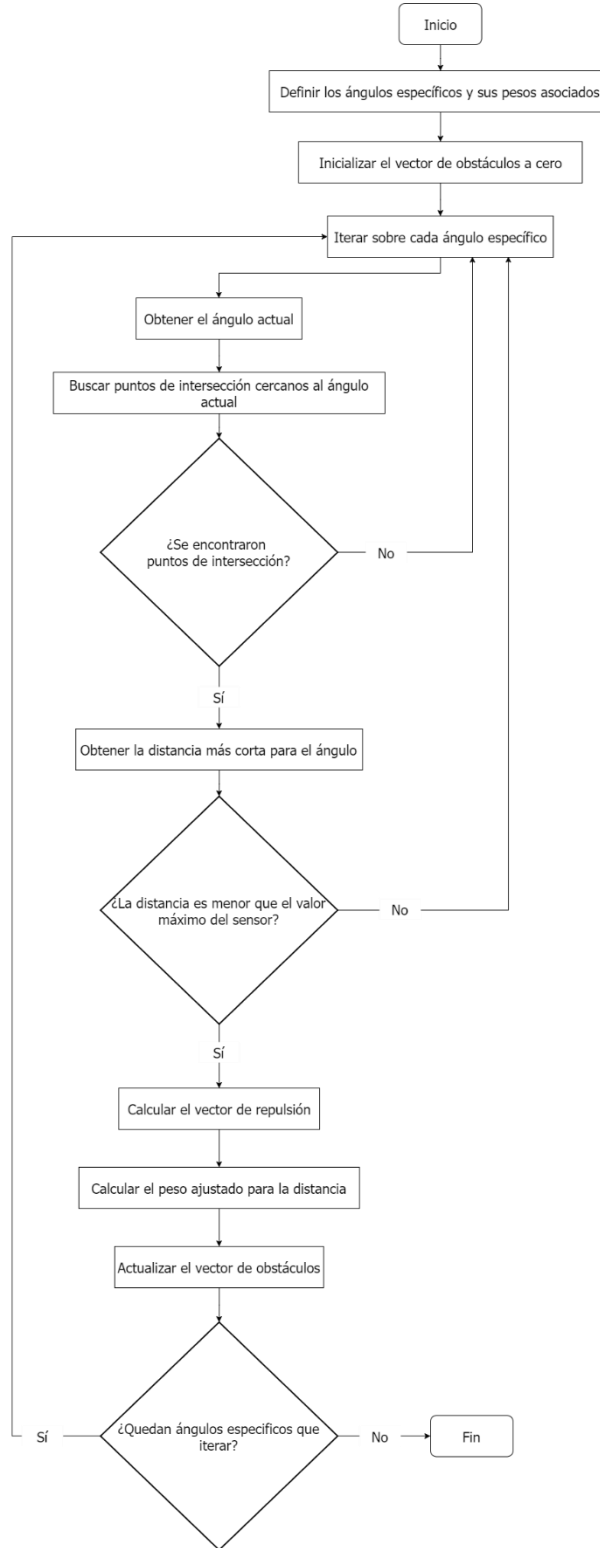 Inicio
Definir los ángulos específicos y sus pesos asociados
Inicializar el vector de obstáculos a cero
Iterar sobre cada ángulo específico
Obtener el ángulo actual
Buscar puntos de intersección cercanos al ángulo
actual
¿Se encontraron
puntos de intersección?
No
Sí
Obtener la distancia más corta para el ángulo
¿La distancia es menor que el valor
máximo del sensor?
No
Sí
Calcular el vector de repulsión
Calcular el peso ajustado para la distancia
Actualizar el vector de obstáculos
¿Quedan ángulos especificos que
iterar?
Sí
No
Fin